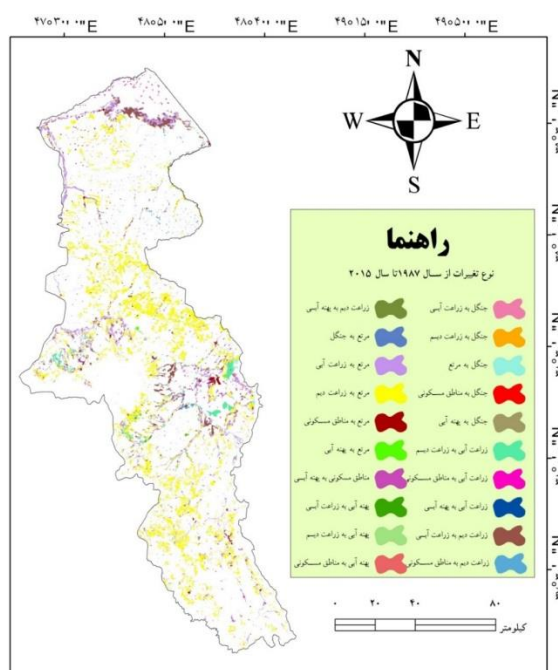 ۴۷°۳۰'۰"E ۴۸°۵'۰"E ۴۸°۴۰'۰"E ۴۹°۱۵'۰"E ۴۹°۵۰'۰"E
N
W E
S
راهنما
نوع تغییرات از سال ۱۹۸۷ تا سال ۲۰۱۵
جنگل به زراعت آبی زراعت دیم به پهنه آبی
جنگل به زراعت دیم مرتع به جنگل
جنگل به مرتع مرتع به زراعت آبی
جنگل به مناطق مسکونی مرتع به زراعت دیم
جنگل به پهنه آبی مرتع به مناطق مسکونی
زراعت آبی به زراعت دیم مرتع به پهنه آبی
زراعت آبی به مناطق مسکونی مناطق مسکونی به پهنه آبی
زراعت آبی به پهنه آبی پهنه آبی به زراعت آبی
زراعت دیم به زراعت آبی پهنه آبی به زراعت دیم
زراعت دیم به مناطق مسکونی پهنه آبی به مناطق مسکونی
۰ ۲۰ ۴۰ ۸۰
کیلومتر